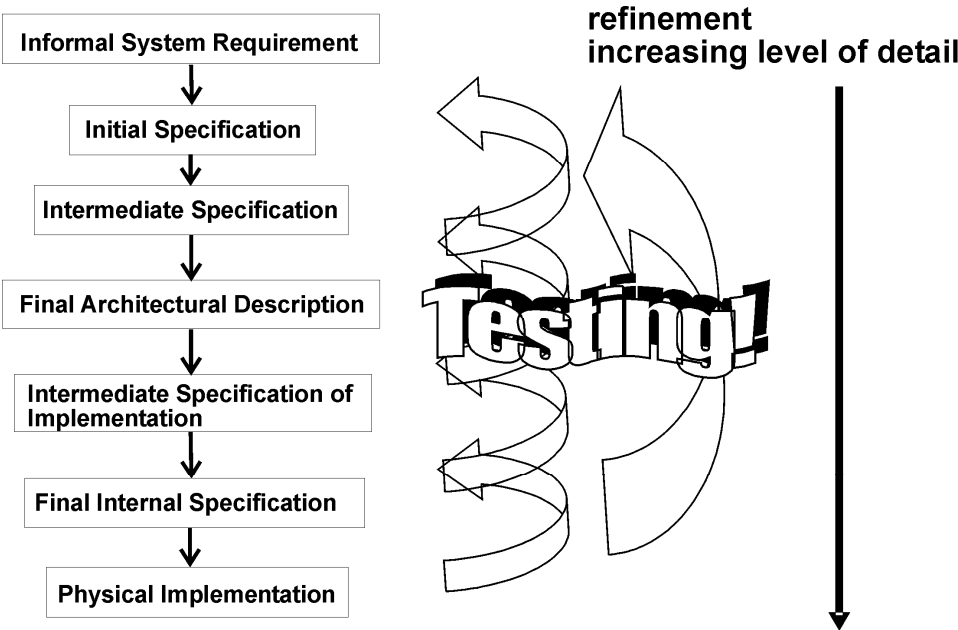 Informal System Requirement
Initial Specification
Intermediate Specification
Final Architectural Description
Intermediate Specification of
Implementation
Final Internal Specification
Physical Implementation
Testing!
refinement
increasing level of detail